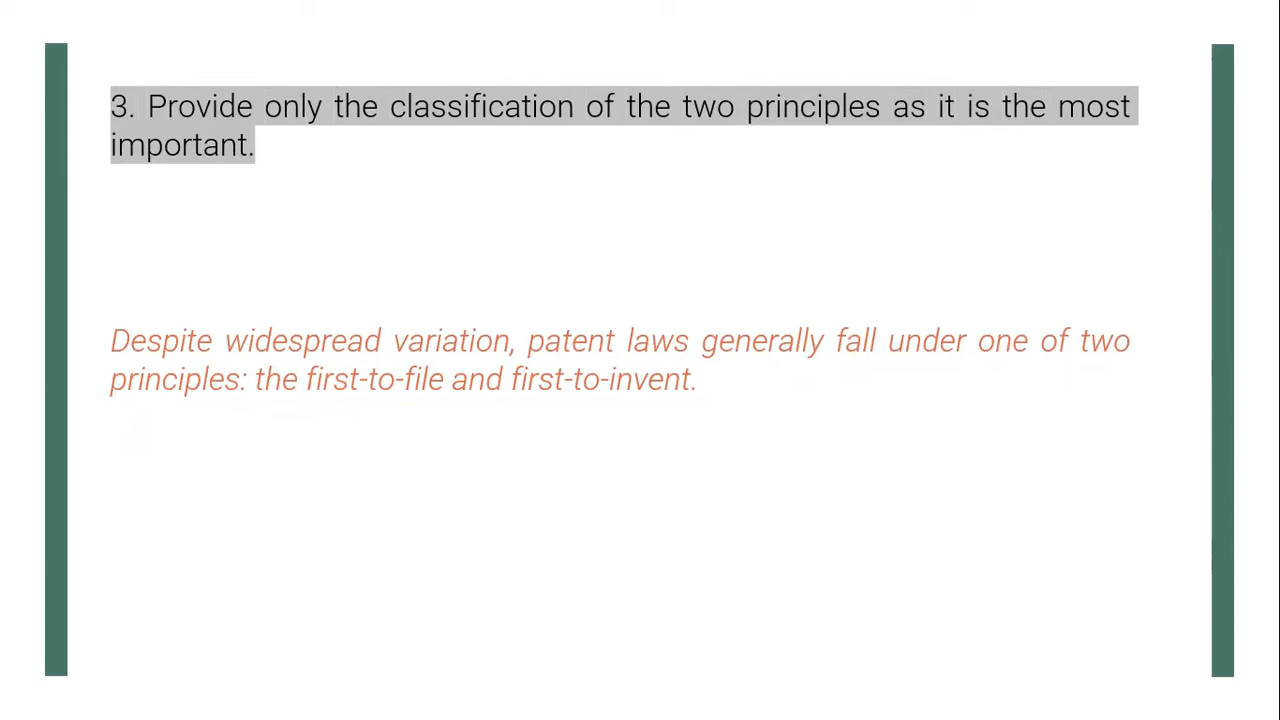 3. Provide only the classification of the two principles as it is the most
important.
Despite widespread variation, patent laws generally fall under one of two
principles: the first-to-file and first-to-invent.